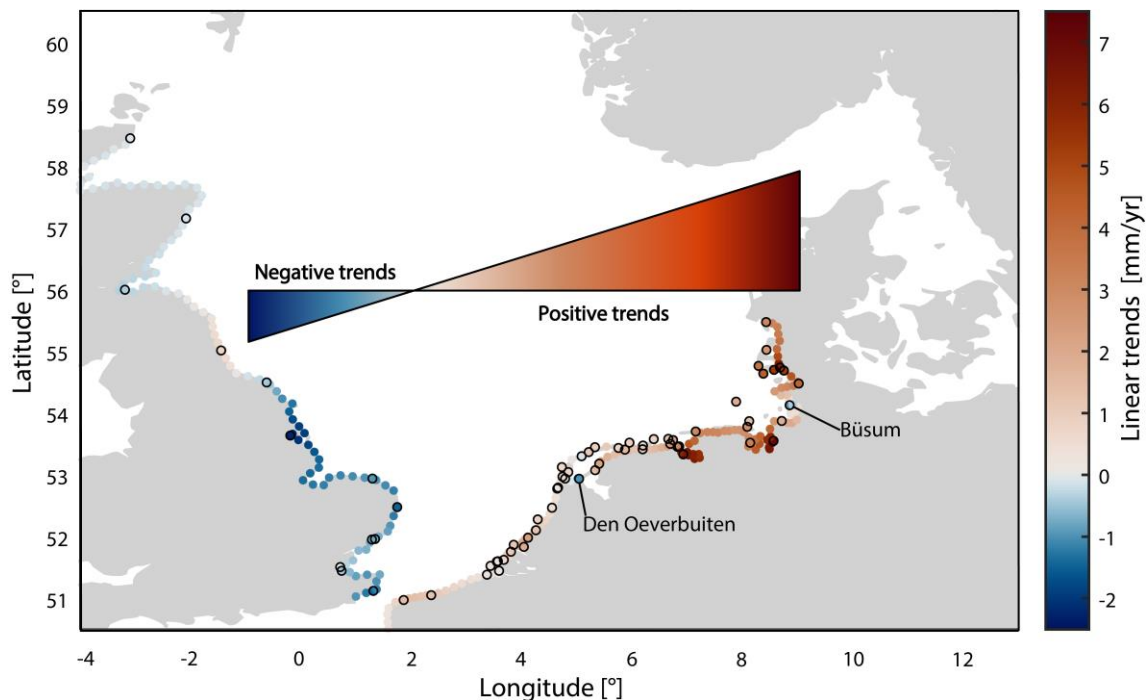 60
59
58
57
56
55
54
53
52
51
Latitude [°]
-4 -2 0 2 4 6 8 10 12
Longitude [°]
Negative trends
Positive trends
Büsum
Den Oeverbuiten
7
6
5
4
3
2
1
0
-1
-2
Linear trends [mm/yr]